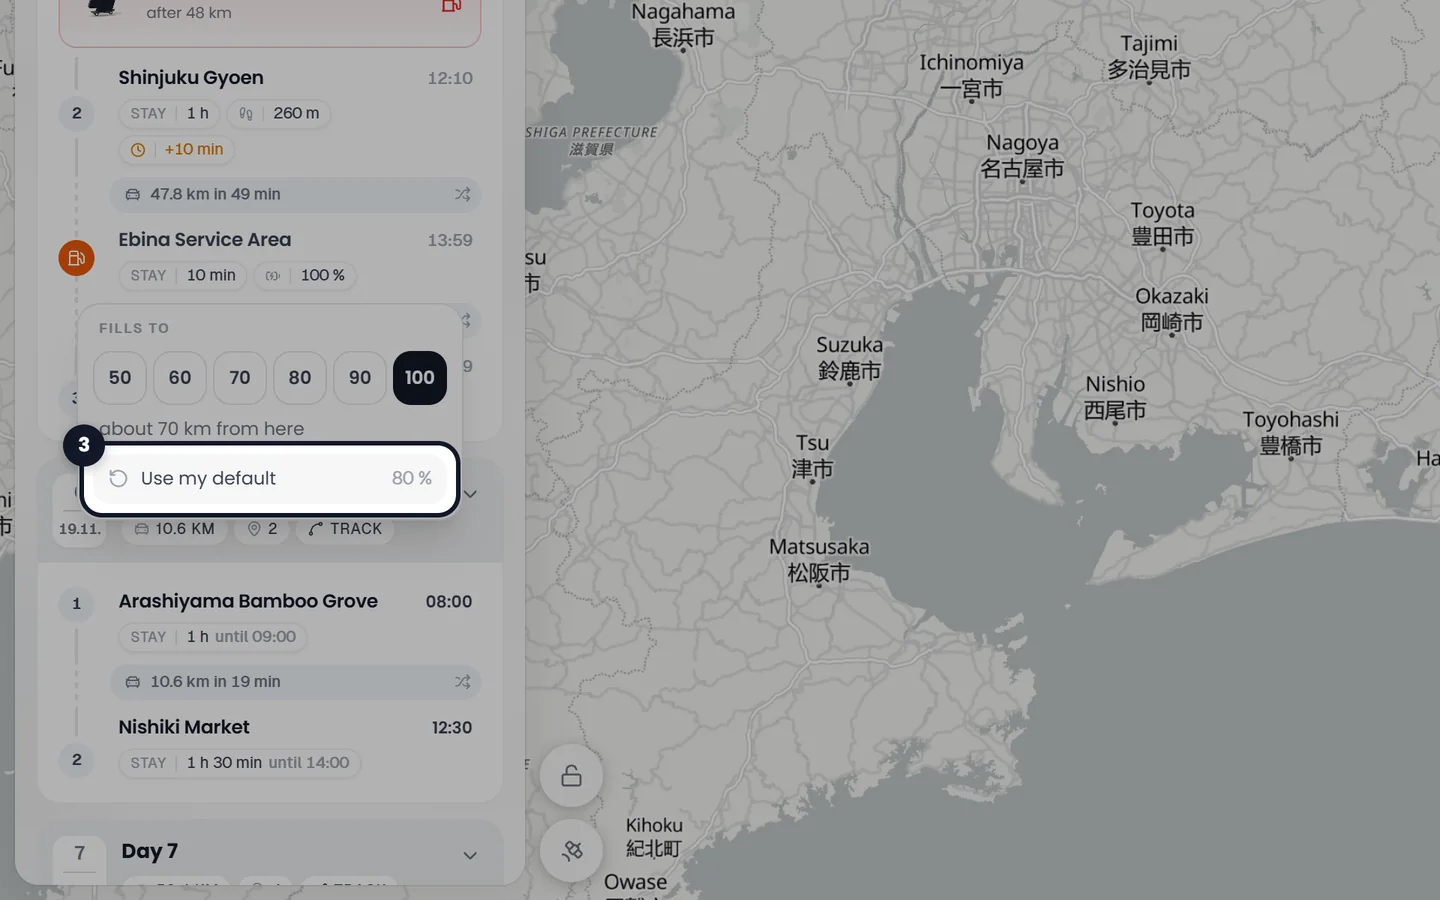 after 48 km
Shinjuku Gyoen 12:10
2
STAY 1 h 260 m
+10 min
47.8 km in 49 min
Ebina Service Area 13:59
STAY 10 min 100 %
FILLS TO
50 60 70 80 90 100
about 70 km from here
3
Use my default 80 %
19.11. 10.6 KM 2 TRACK
1
Arashiyama Bamboo Grove 08:00
STAY 1 h until 09:00
10.6 km in 19 min
Nishiki Market 12:30
2
STAY 1 h 30 min until 14:00
7
Day 7
Nagahama
長浜市
Tajimi
多治見市
Ichinomiya
一宮市
SHIGA PREFECTURE
滋賀県
Nagoya
名古屋市
Toyota
豊田市
su
市
Okazaki
岡崎市
Suzuka
鈴鹿市
Nishio
西尾市
Toyohashi
豊橋市
Tsu
津市
Ha
Matsusaka
松阪市
Kihoku
紀北町
Owase